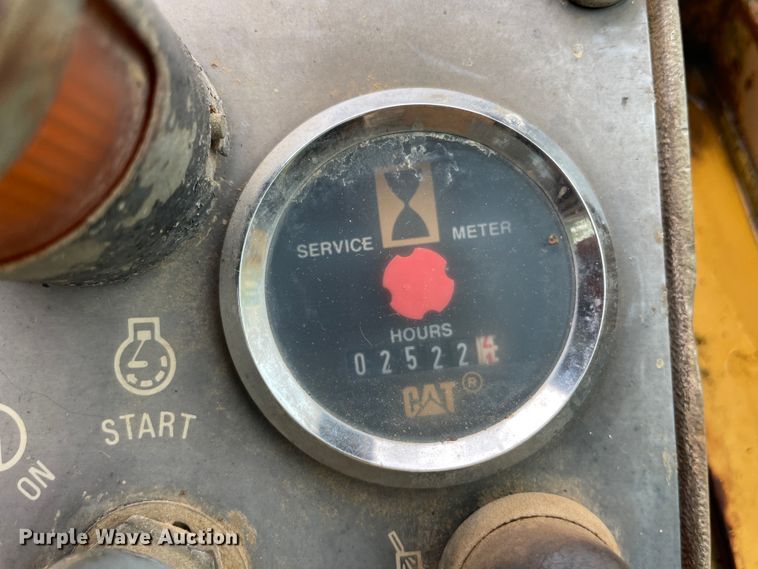 SERVICE METER
HOURS
02522
CAT ®
START
ON
Purple Wave Auction